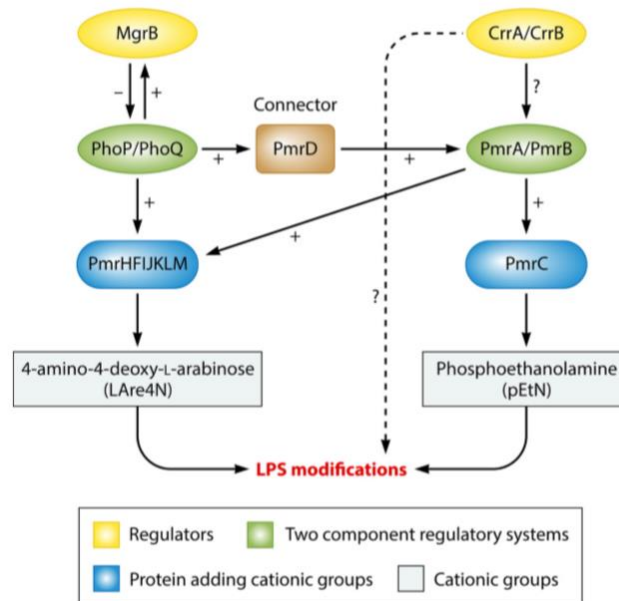 MgrB
CrrA/CrrB
–
+
?
Connector
PhoP/PhoQ
+
PmrD
+
PmrA/PmrB
+
+
+
PmrHFIJKLM
PmrC
?
4-amino-4-deoxy-L-arabinose
(LAre4N)
Phosphoethanolamine
(pEtN)
LPS modifications
Regulators
Two component regulatory systems
Protein adding cationic groups
Cationic groups